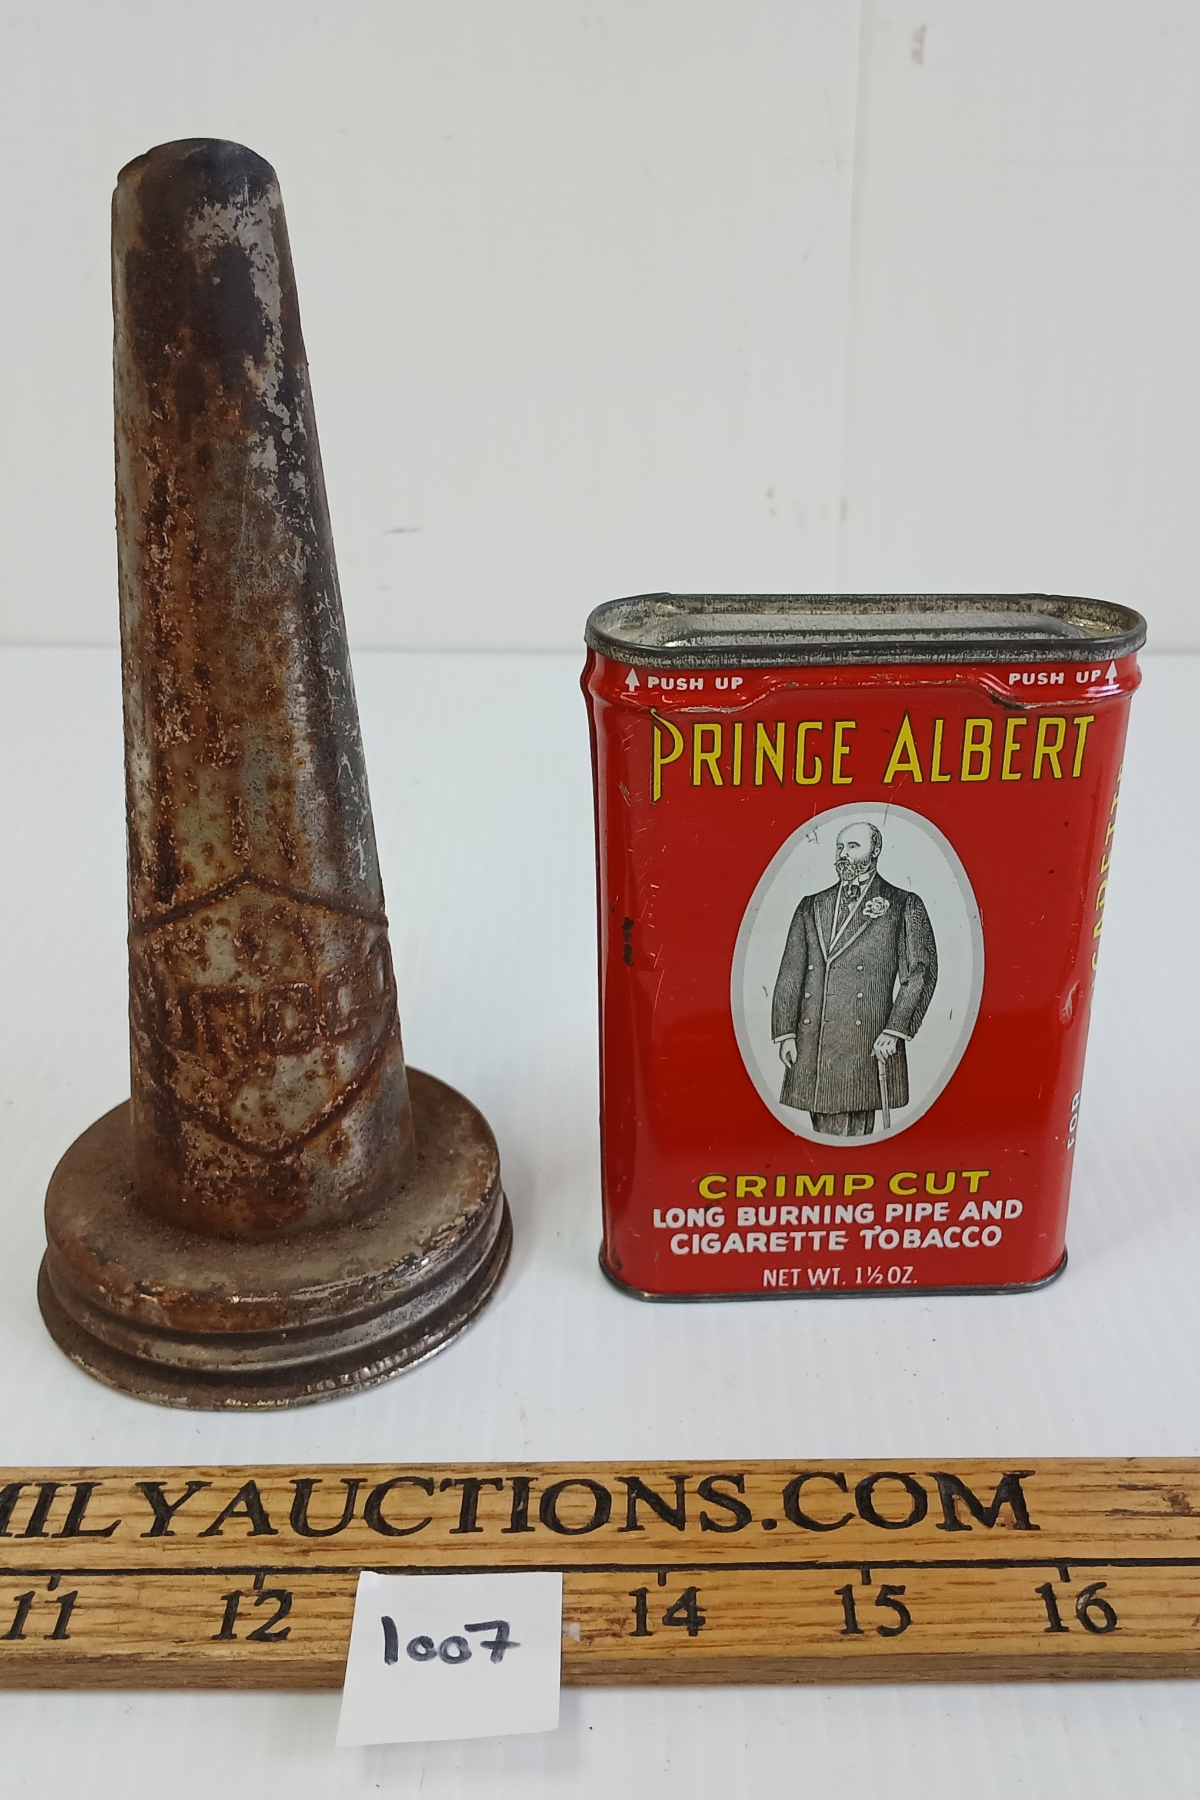 PUSH UP PUSH UP
PRINCE ALBERT
CRIMP CUT
LONG BURNING PIPE AND
CIGARETTE TOBACCO
NET WT. 1½ OZ.
FOR
MILYAUCTIONS.COM
11 12 14 15 16
1007